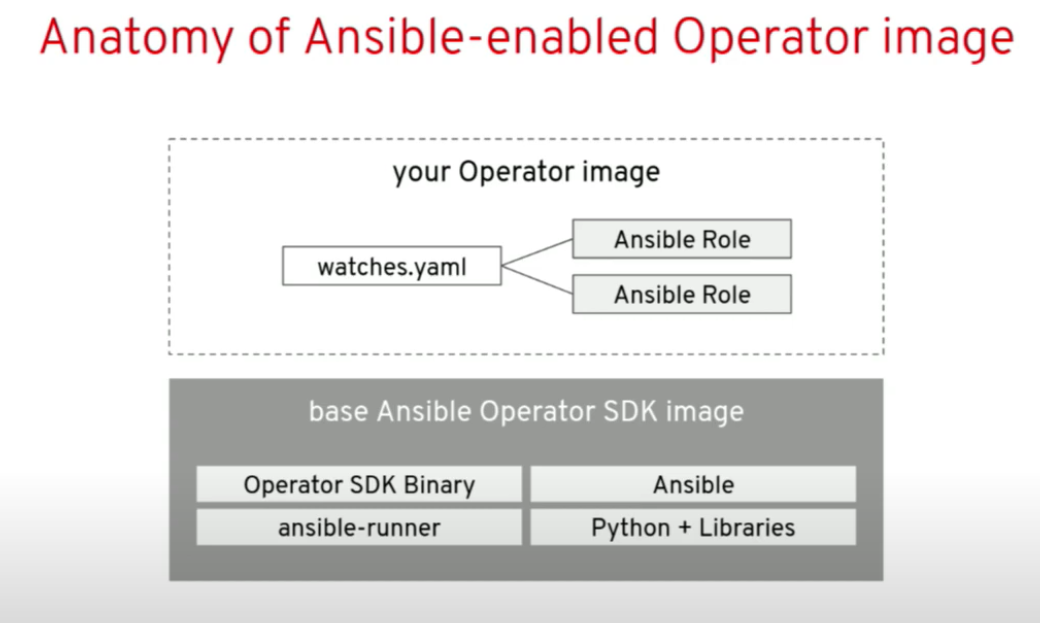 Anatomy of Ansible-enabled Operator image
your Operator image
watches.yaml
Ansible Role
Ansible Role
base Ansible Operator SDK image
Operator SDK Binary
Ansible
ansible-runner
Python + Libraries